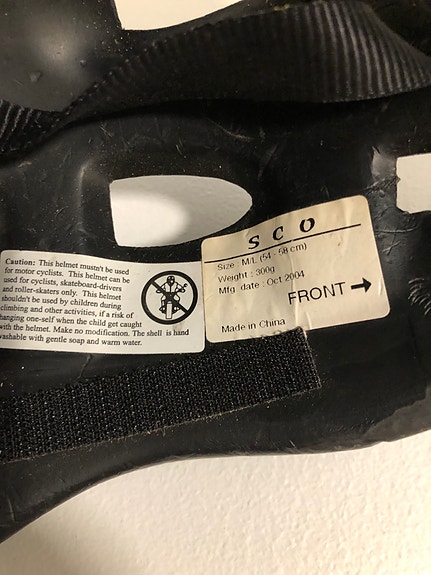 Caution: This helmet mustn't be used
for motor cyclists. This helmet can be
used for cyclists, skateboard-drivers
and roller-skaters only. This helmet
shouldn't be used by children during
climbing and other activities, if a risk of
hanging one-self when the child get caught
with the helmet. Make no modification. The shell is hand
washable with gentle soap and warm water.
SCO
Size : M/L (54 - 58 cm)
Weight : 300g
Mfg. date : Oct 2004
FRONT →
Made in China